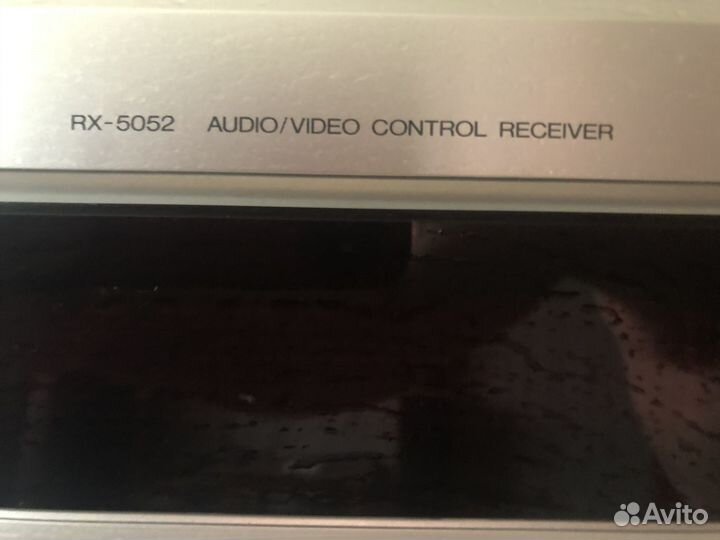 RX-5052 AUDIO/VIDEO CONTROL RECEIVER
Avito